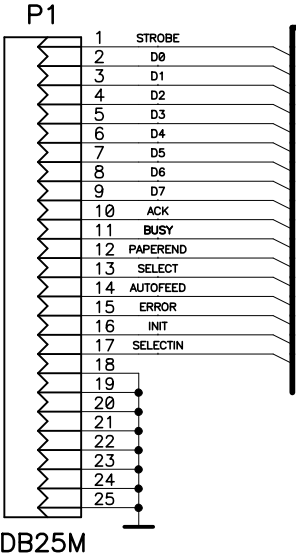 P1
1 STROBE
2 D0
3 D1
4 D2
5 D3
6 D4
7 D5
8 D6
9 D7
10 ACK
11 BUSY
12 PAPEREND
13 SELECT
14 AUTOFEED
15 ERROR
16 INIT
17 SELECTIN
18
19
20
21
22
23
24
25
DB25M